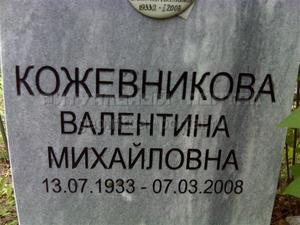 КОЖЕВНИКОВА
ВАЛЕНТИНА
МИХАЙЛОВНА
13.07.1933 - 07.03.2008